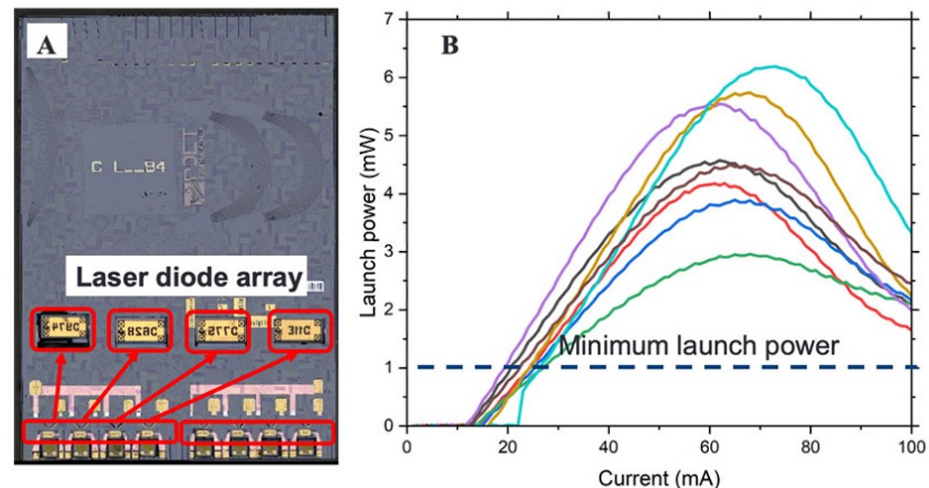 A
C L__B4
Laser diode array
B
Launch power (mW)
7
6
5
4
3
2
1
0
Minimum launch power
0 20 40 60 80 100
Current (mA)